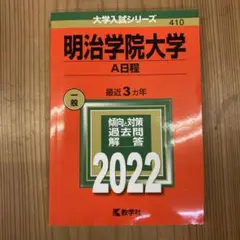 大学入試シリーズ
410
明治学院大学
A日程
一般
最近3カ年
傾向と対策
過去問
解答
2022
教学社